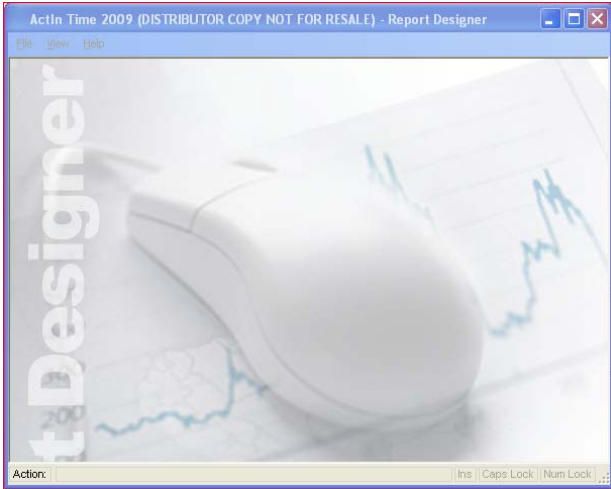 ActIn Time 2009 (DISTRIBUTOR COPY NOT FOR RESALE) - Report Designer
File View Help
t Designer
200
Action: Ins Caps Lock Num Lock